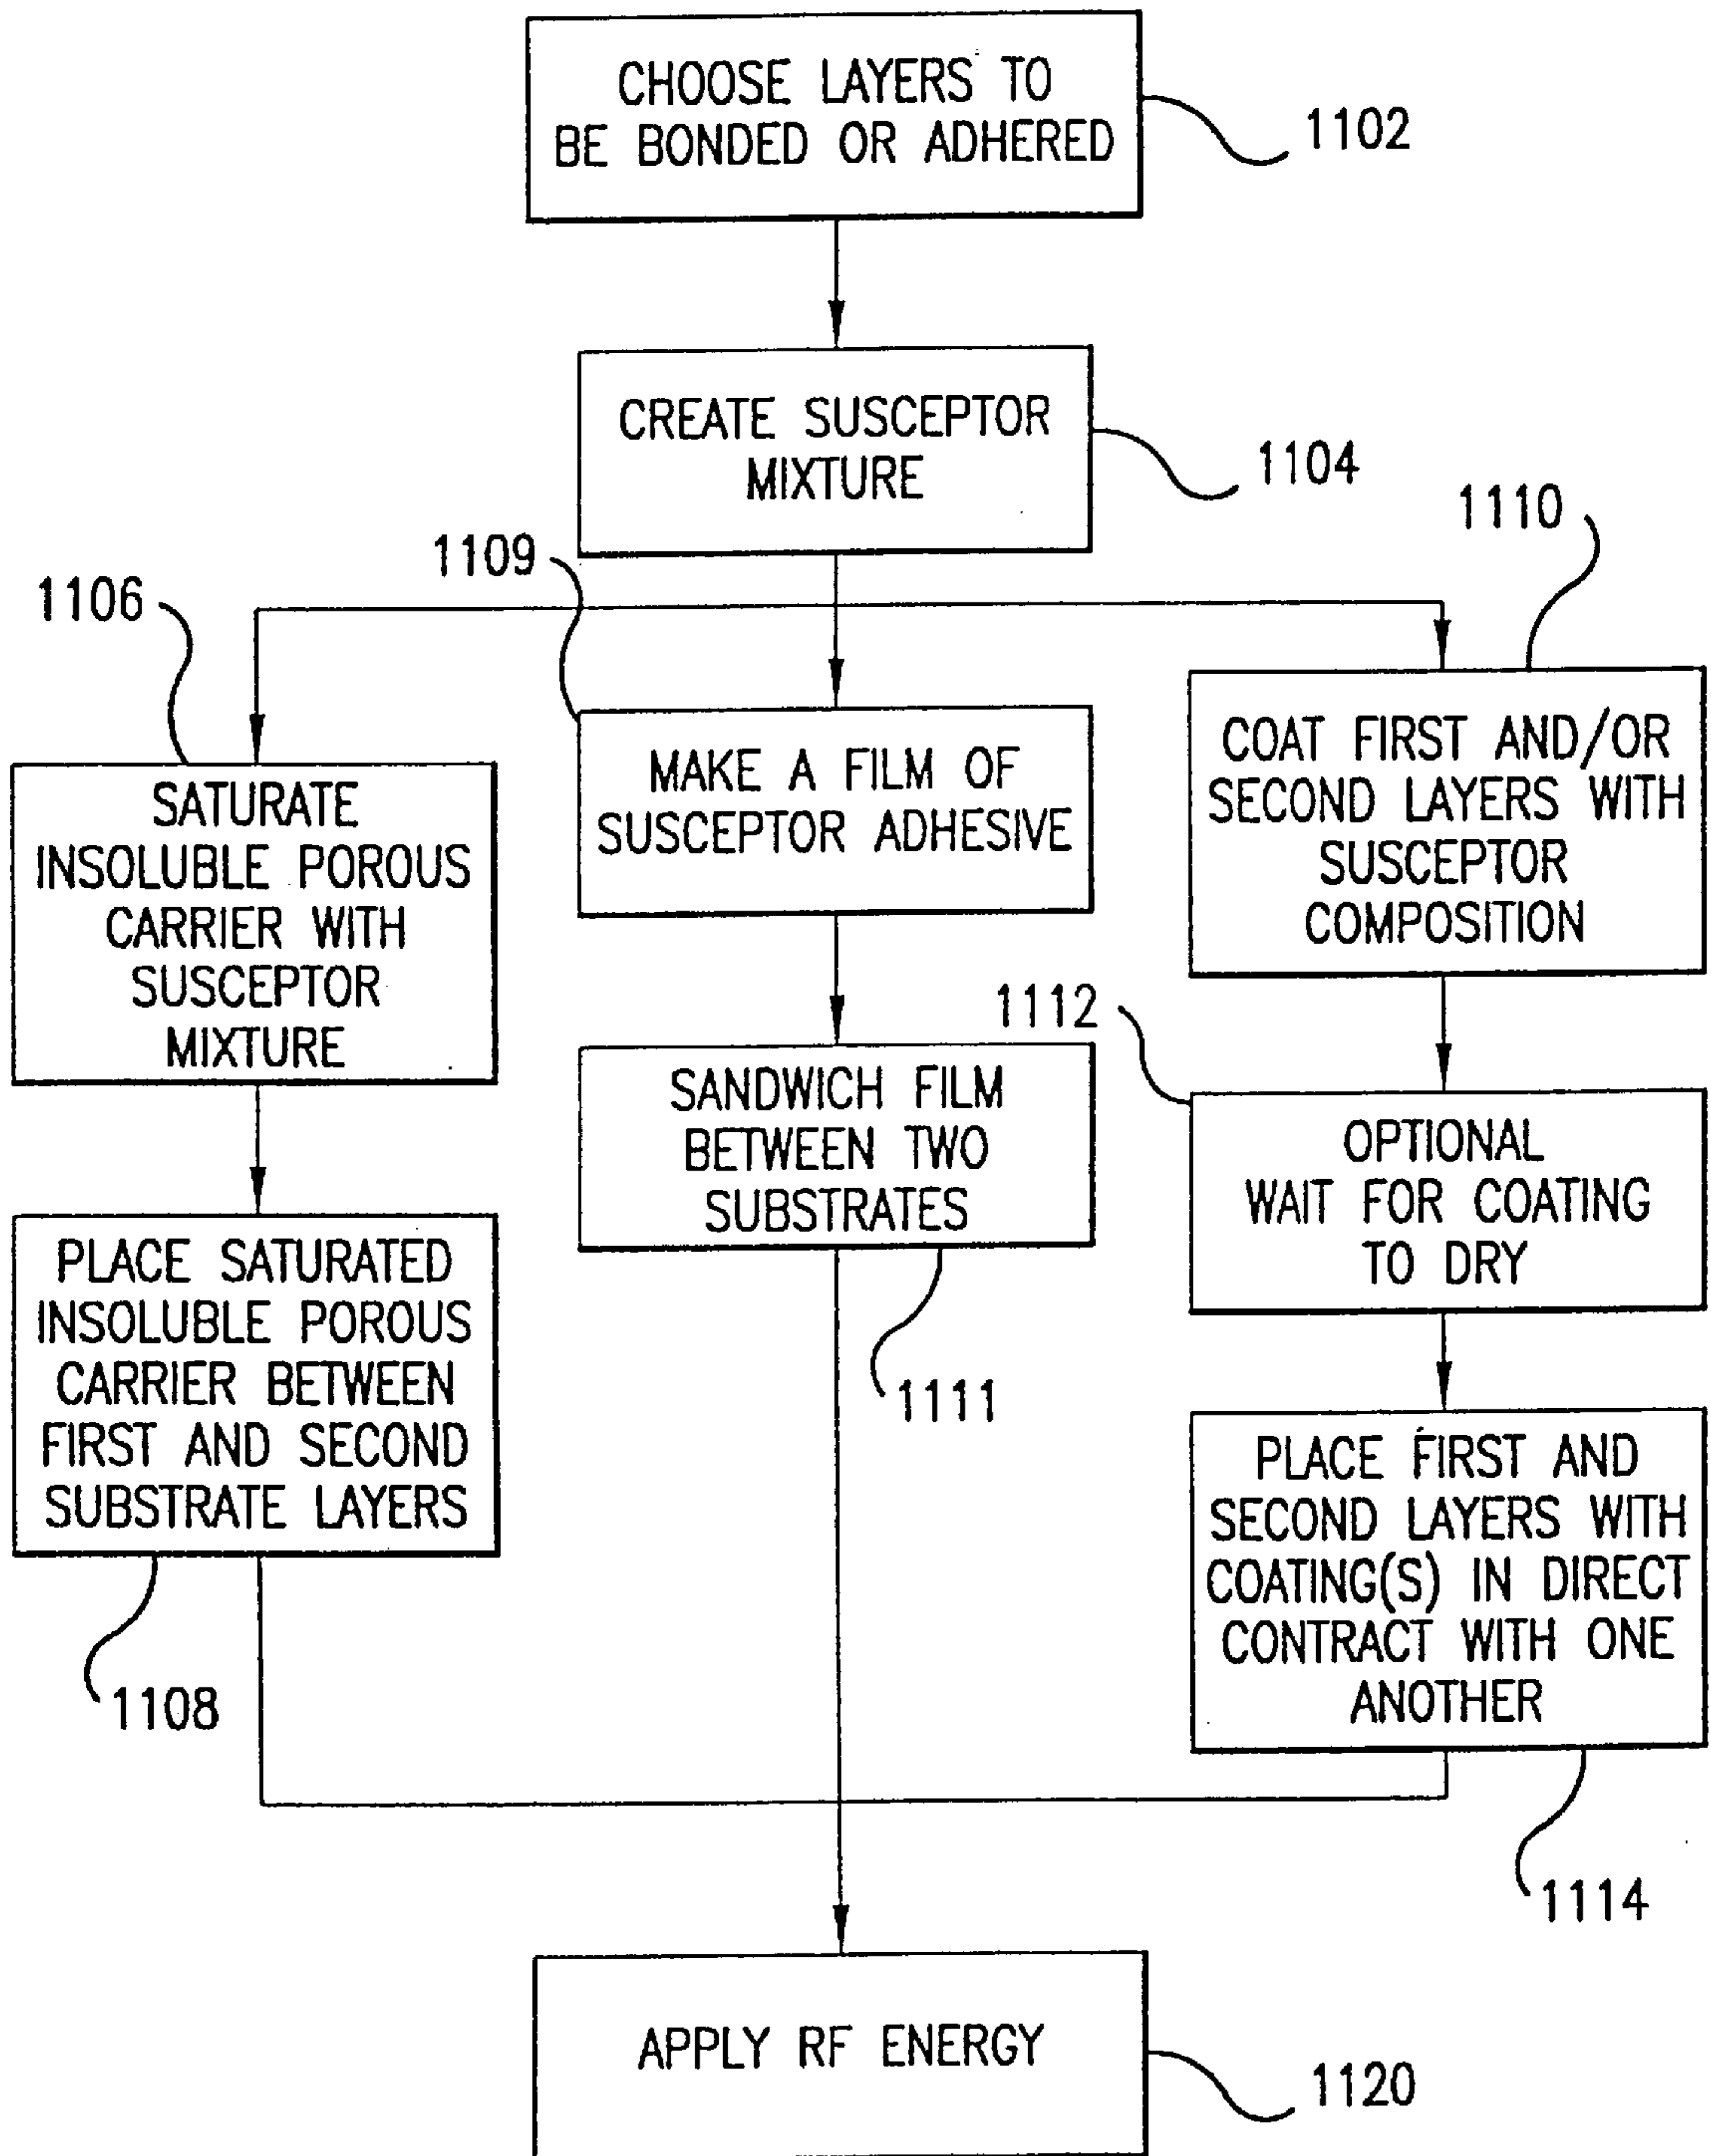 CHOOSE LAYERS TO
BE BONDED OR ADHERED
1102
CREATE SUSCEPTOR
MIXTURE
1104
1106
SATURATE
INSOLUBLE POROUS
CARRIER WITH
SUSCEPTOR
MIXTURE
PLACE SATURATED
INSOLUBLE POROUS
CARRIER BETWEEN
FIRST AND SECOND
SUBSTRATE LAYERS
1108
1109
MAKE A FILM OF
SUSCEPTOR ADHESIVE
SANDWICH FILM
BETWEEN TWO
SUBSTRATES
1111
1110
COAT FIRST AND/OR
SECOND LAYERS WITH
SUSCEPTOR
COMPOSITION
1112
OPTIONAL
WAIT FOR COATING
TO DRY
PLACE FIRST AND
SECOND LAYERS WITH
COATING(S) IN DIRECT
CONTRACT WITH ONE
ANOTHER
1114
APPLY RF ENERGY
1120